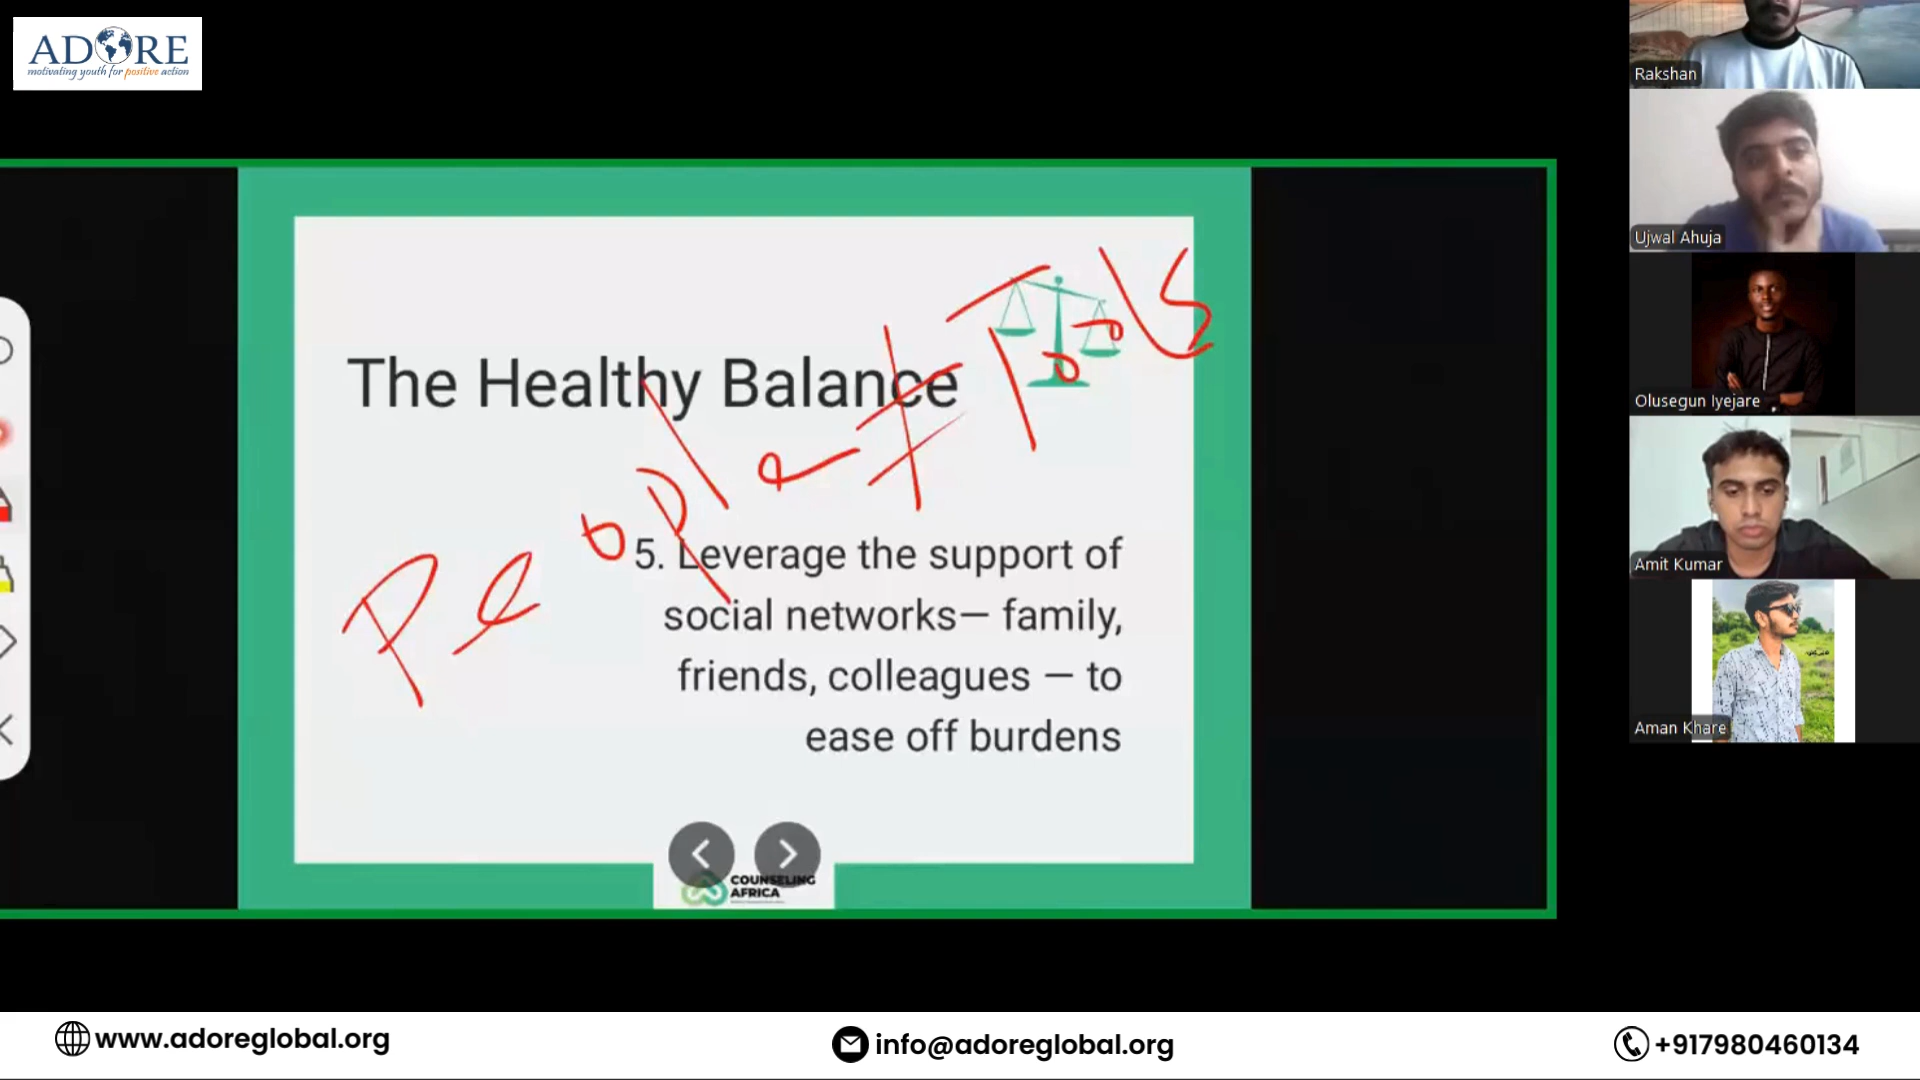 ADORE
motivating youth for positive action
Rakshan
Ujwal Ahuja
Olusegun Iyejare
Amit Kumar
Aman Khare
The Healthy Balance
People ≠ Tools
5. Leverage the support of
social networks— family,
friends, colleagues — to
ease off burdens
COUNSELING
AFRICA
www.adoreglobal.org
info@adoreglobal.org
+917980460134